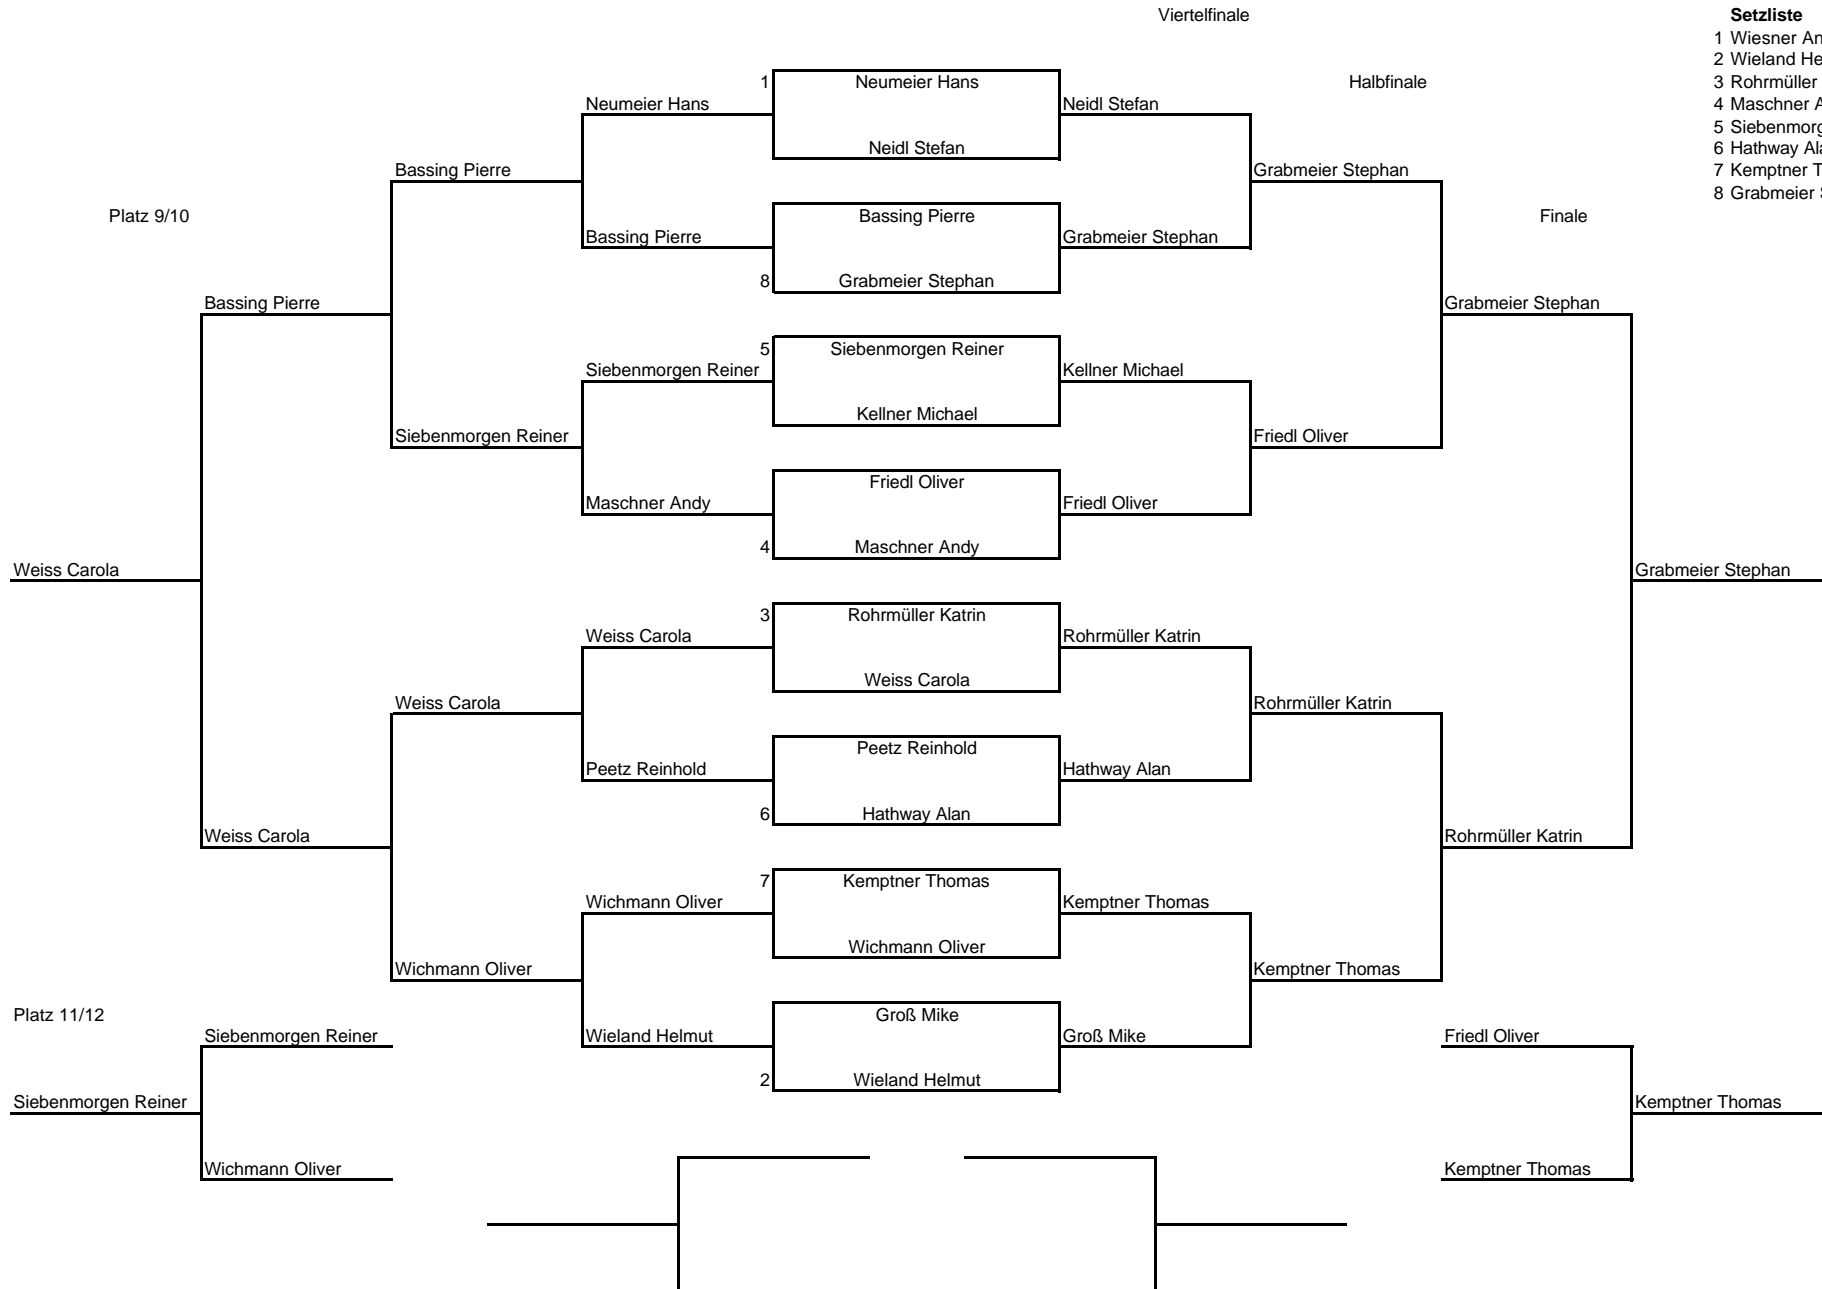 Viertelfinale
Setzliste
1 Wiesner
2 Wieland
3 Rohrmüller
4 Maschner
5
6 Hathway
7 Kemptner
8 Grabmeier
1 Neumeier Hans
Halbfinale
Neumeier Hans
Neidl Stefan
Neidl Stefan
Bassing Pierre
Grabmeier Stephan
Platz 9/10
Bassing Pierre
Finale
Bassing Pierre
Grabmeier Stephan
8 Grabmeier Stephan
Bassing Pierre
Grabmeier Stephan
5 Siebenmorgen Reiner
Siebenmorgen Reiner
Kellner Michael
Kellner Michael
Siebenmorgen Reiner
Friedl Oliver
Friedl Oliver
Maschner Andy
Friedl Oliver
4 Maschner Andy
Weiss Carola
Grabmeier Stephan
3 Rohrmüller Katrin
Weiss Carola
Rohrmüller Katrin
Weiss Carola
Weiss Carola
Rohrmüller Katrin
Peetz Reinhold
Peetz Reinhold
Hathway Alan
6 Hathway Alan
Weiss Carola
Rohrmüller Katrin
7 Kemptner Thomas
Wichmann Oliver
Kemptner Thomas
Wichmann Oliver
Wichmann Oliver
Kemptner Thomas
Platz 11/12
Groß Mike
Siebenmorgen Reiner
Wieland Helmut
Groß Mike
Friedl Oliver
2 Wieland Helmut
Siebenmorgen Reiner
Kemptner Thomas
Wichmann Oliver
Kemptner Thomas